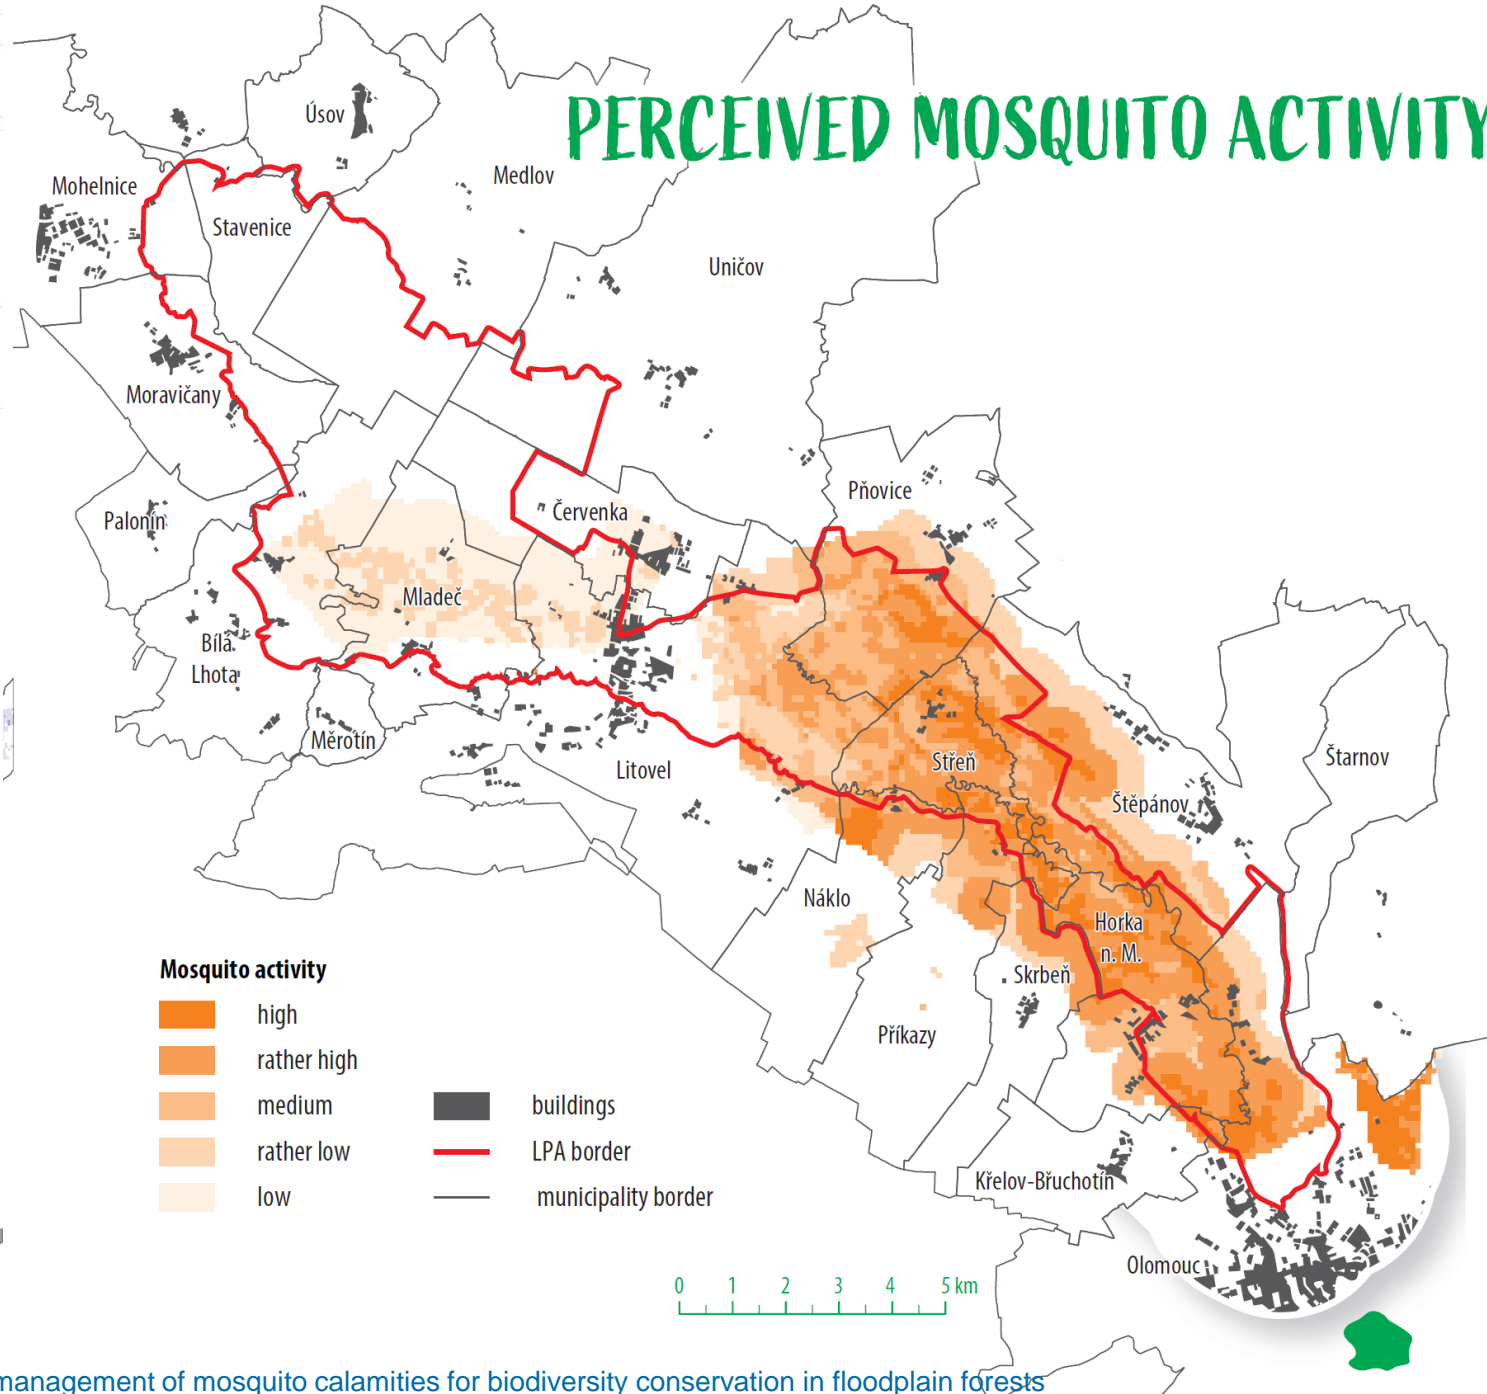 PERCEIVED MOSQUITO ACTIVITY
Úsov
Medlov
Mohelnice
Stavenice
Uničov
Moravičany
Pňovice
Palonín
Červenka
Mladeč
Bílá
Lhota
Měrotín
Litovel
Střeň
Štarnov
Štěpánov
Náklo
Horka
n. M.
Skrbeň
Příkazy
Křelov-Břuchotín
Olomouc
Mosquito activity
high
rather high
medium
rather low
low
buildings
LPA border
municipality border
0 1 2 3 4 5 km
management of mosquito calamities for biodiversity conservation in floodplain forests